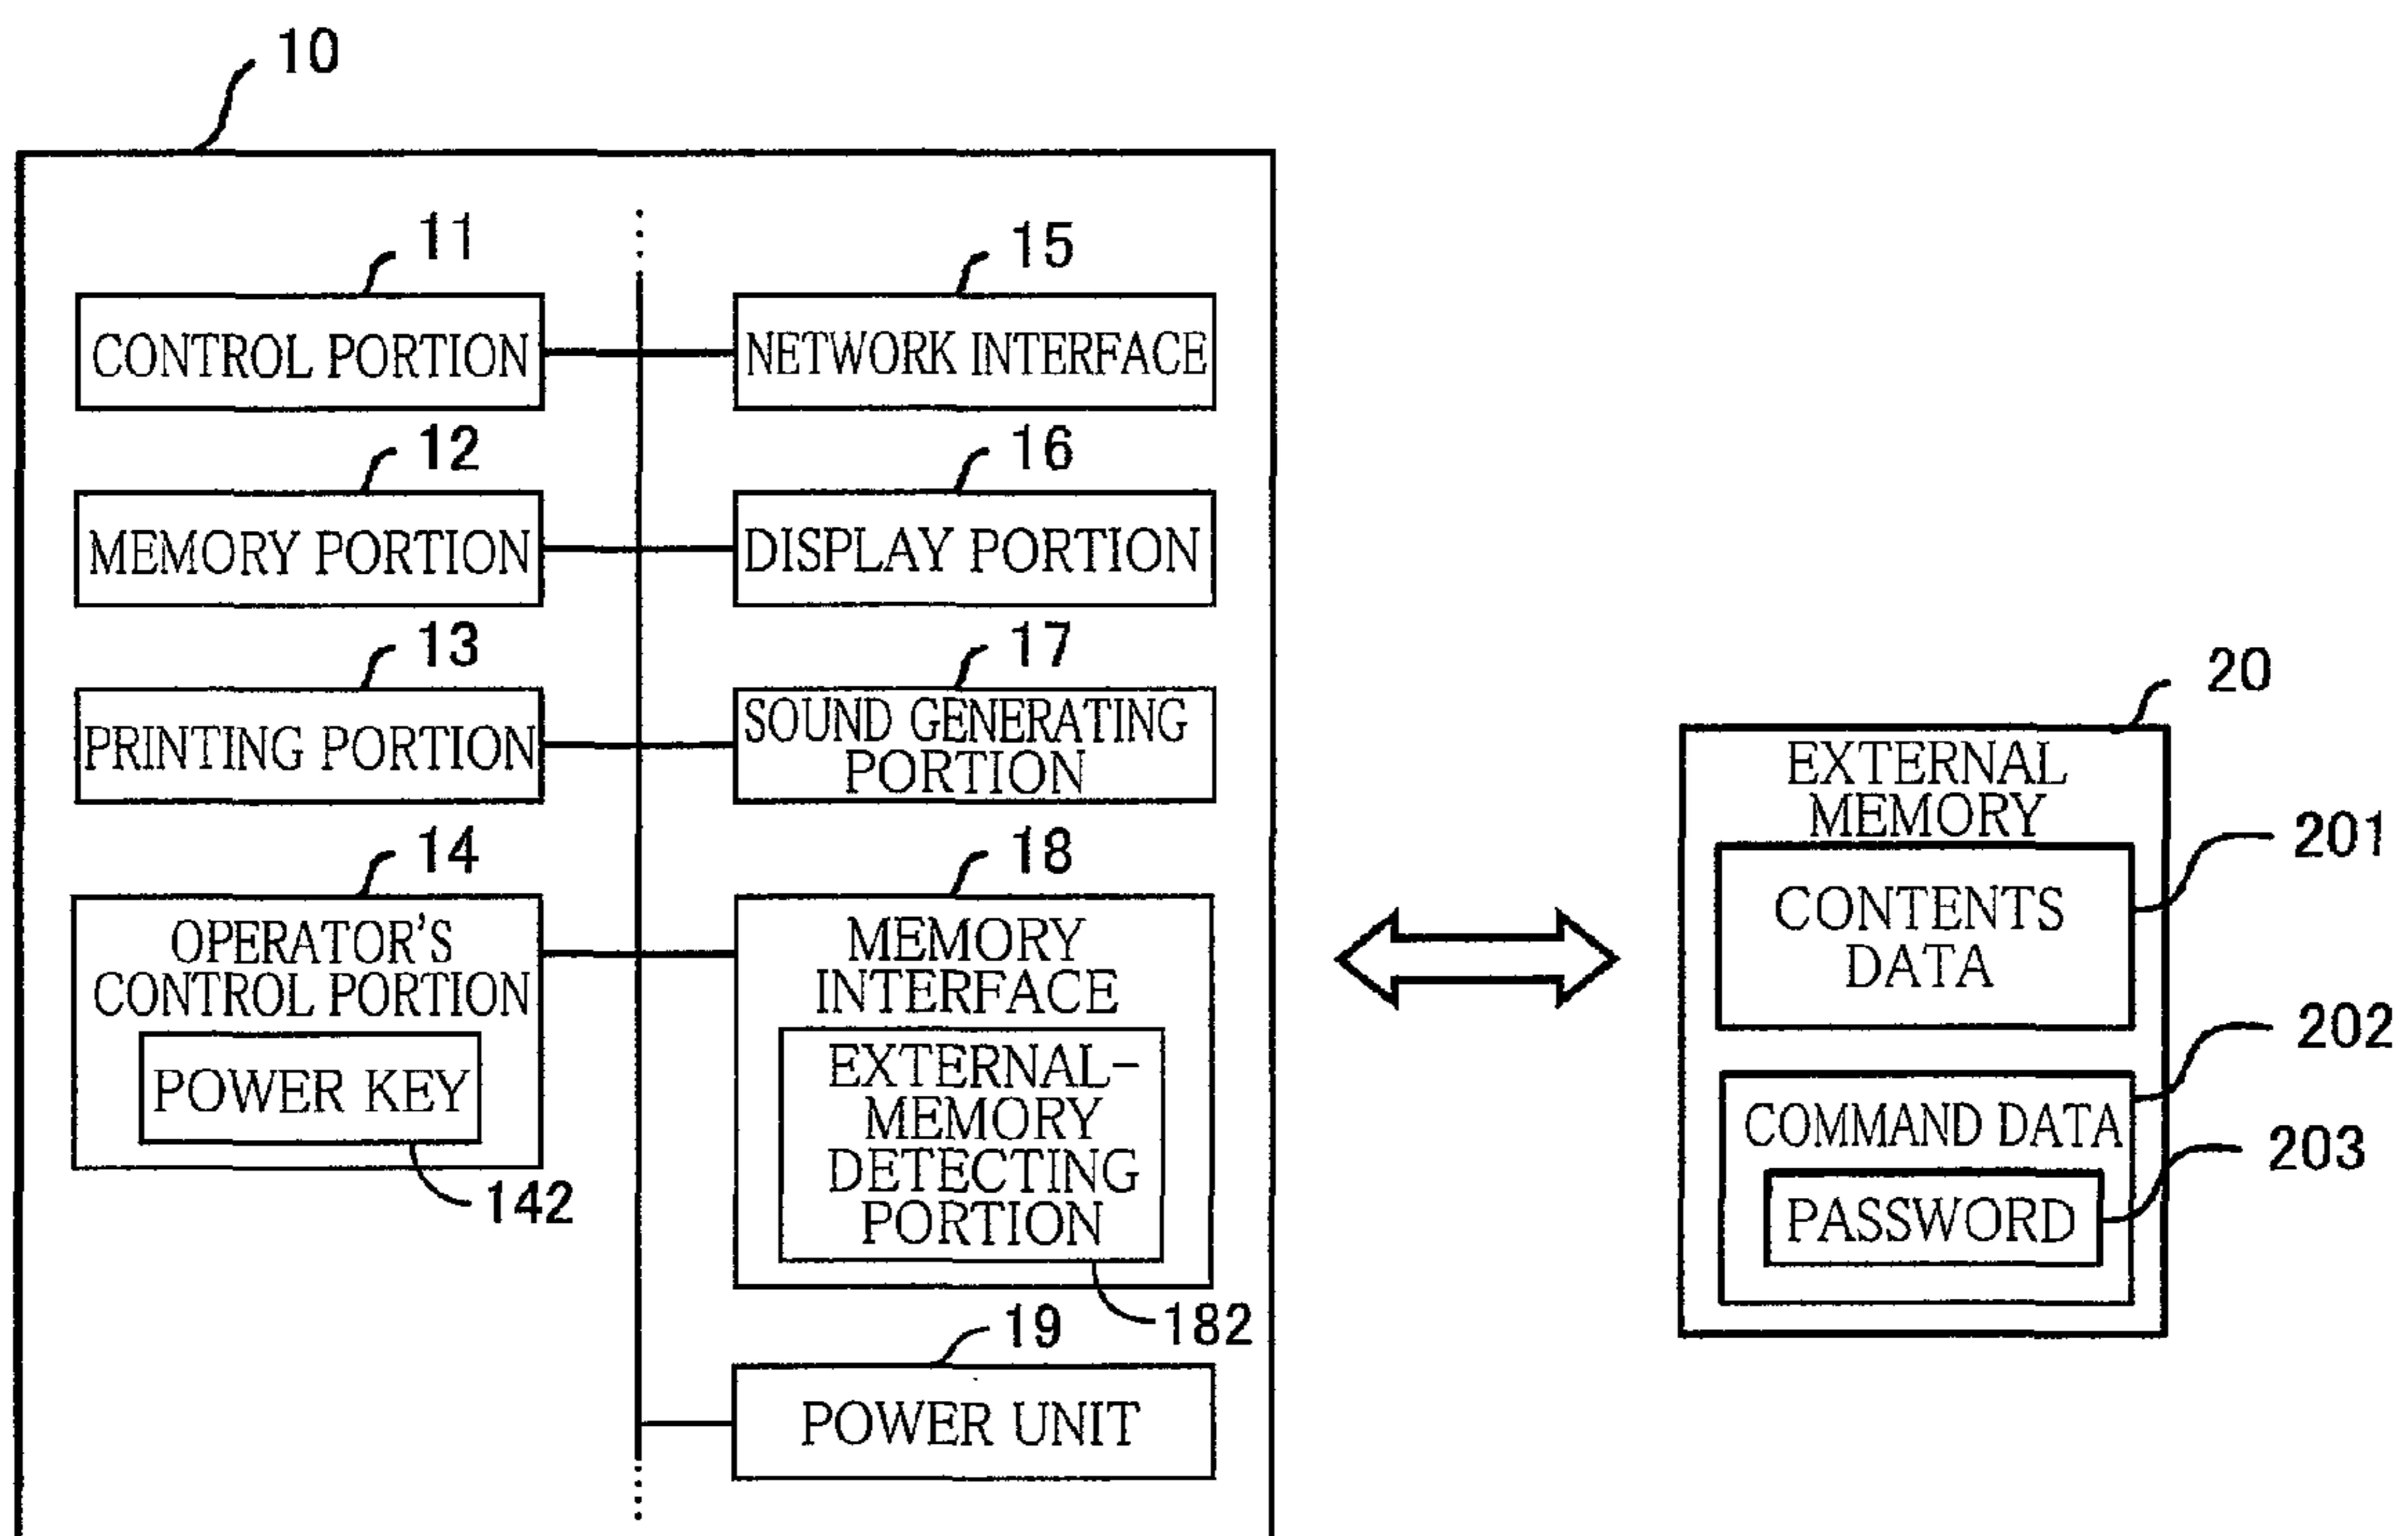 10
11
CONTROL PORTION
15
NETWORK INTERFACE
12
MEMORY PORTION
16
DISPLAY PORTION
13
PRINTING PORTION
17
SOUND GENERATING
PORTION
14
OPERATOR'S
CONTROL PORTION
POWER KEY
142
18
MEMORY
INTERFACE
EXTERNAL-
MEMORY
DETECTING
PORTION
182
19
POWER UNIT
20
EXTERNAL
MEMORY
201
CONTENTS
DATA
202
COMMAND DATA
203
PASSWORD